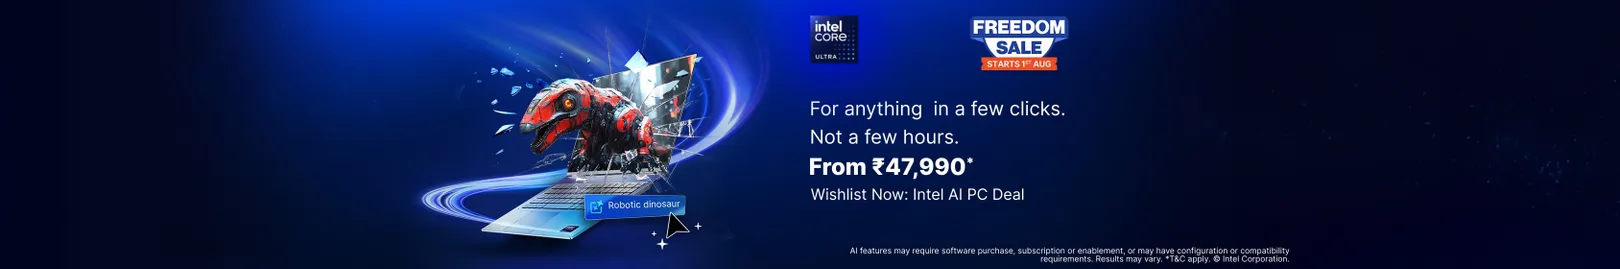 intel
CORE
ULTRA
FREEDOM
SALE
STARTS 1ST AUG
For anything in a few clicks.
Not a few hours.
From ₹47,990*
Wishlist Now: Intel AI PC Deal
Robotic dinosaur
AI features may require software purchase, subscription or enablement, or may have configuration or compatibility
requirements. Results may vary. *T&C apply. © Intel Corporation.